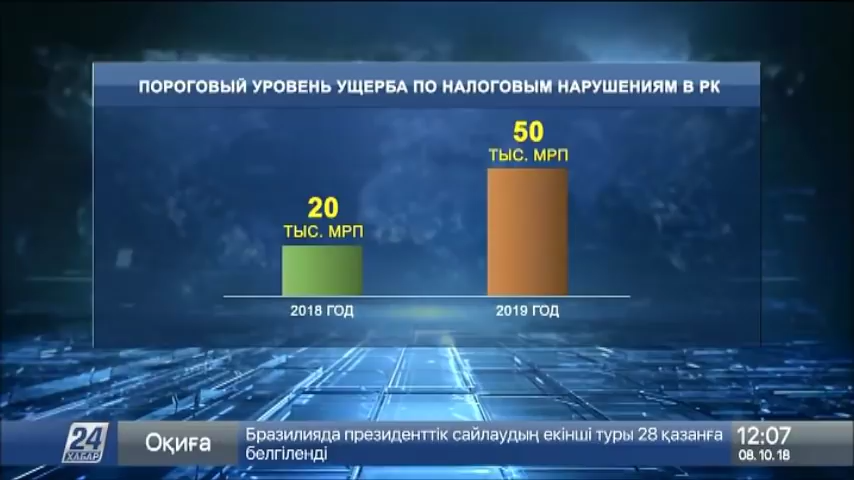 ПОРОГОВЫЙ УРОВЕНЬ УЩЕРБА ПО НАЛОГОВЫМ НАРУШЕНИЯМ В РК
50
ТЫС. МРП
20
ТЫС. МРП
2018 ГОД
2019 ГОД
24
ХАБАР
Оқиға
Бразилияда президенттік сайлаудың екінші туры 28 қазанға
белгіленді
12:07
08.10.18